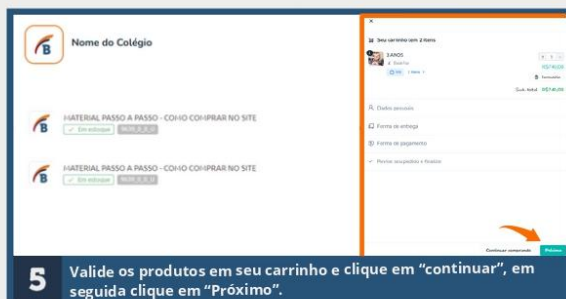 Nome do Colégio
Seu carrinho tem 2 itens
3 ANOS
MATERIAL PASSO A PASSO - COMO COMPRAR NO SITE
Em estoque
MATERIAL PASSO A PASSO - COMO COMPRAR NO SITE
Em estoque
Sub total
Dados pessoais
Forma de entrega
Forma de pagamento
Continuar comprando
Próximo
5
Valide os produtos em seu carrinho e clique em “continuar”, em
seguida clique em “Próximo”.